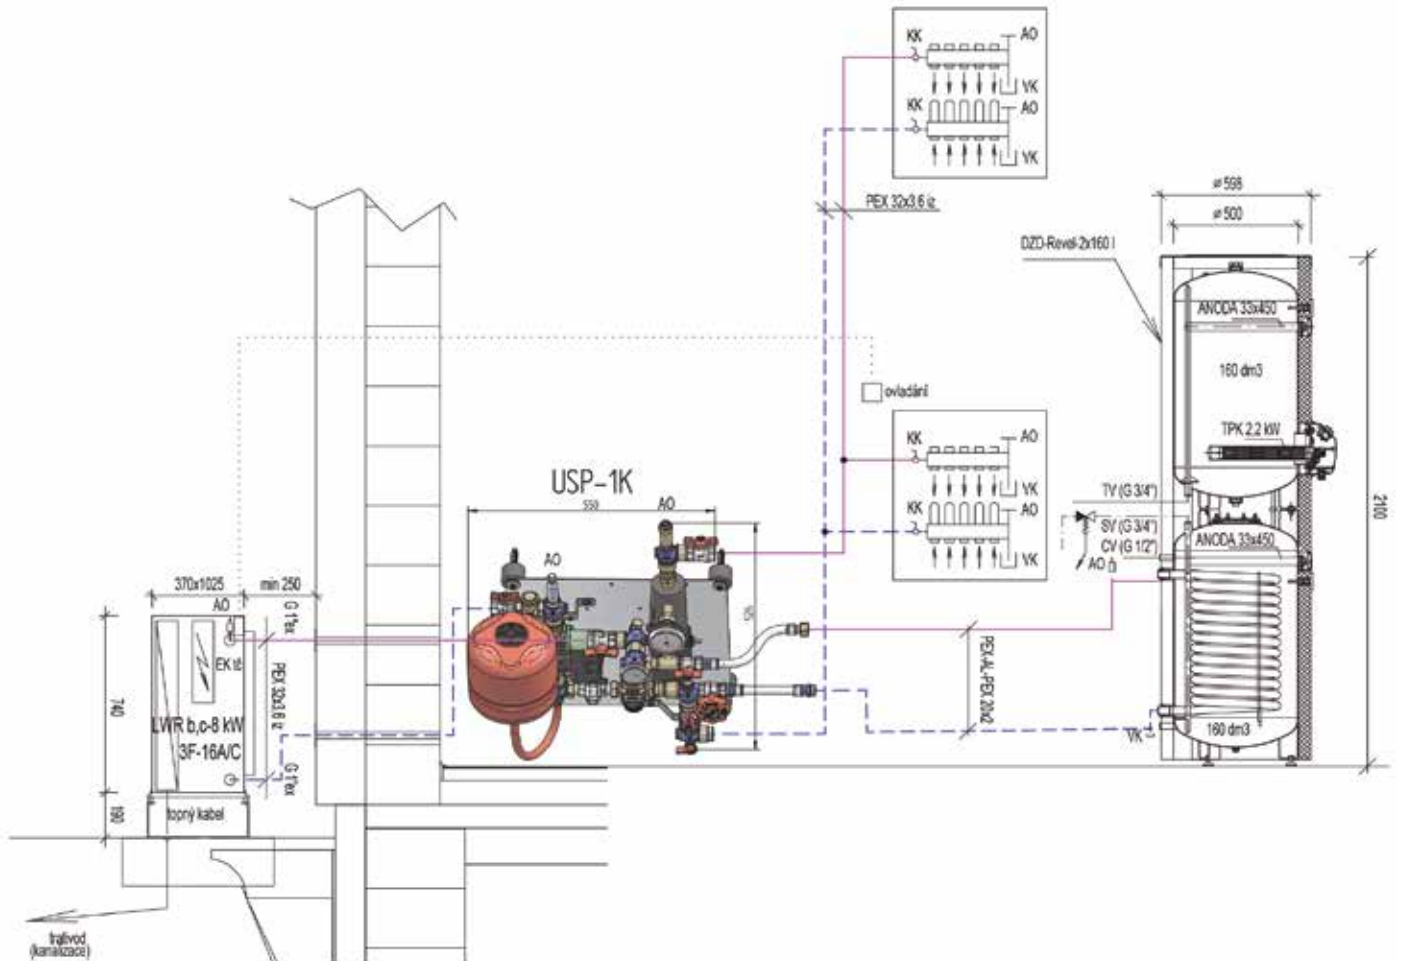 KK
AO
VK
KK
AO
VK
PEX 32x3.6 iz
ø 598
ø 500
DZD-Revel-2x160 l
ANODA 33x450
160 dm3
ovladání
TPK 2,2 kW
KK
AO
VK
KK
AO
VK
USP-1K
550
AO
AO
TV (G 3/4")
SV (G 3/4")
CV (G 1/2")
AO
ANODA 33x450
2100
370x1025
min 250
AO
G 1"ex
EK tč
PEX 32x3,6 iz
740
LWR b,c-8 kW
3F-16A/C
G 1"ex
PEX-AL-PEX 20x2
VK
160 dm3
190
topný kabel
trativod
(kanalizace)